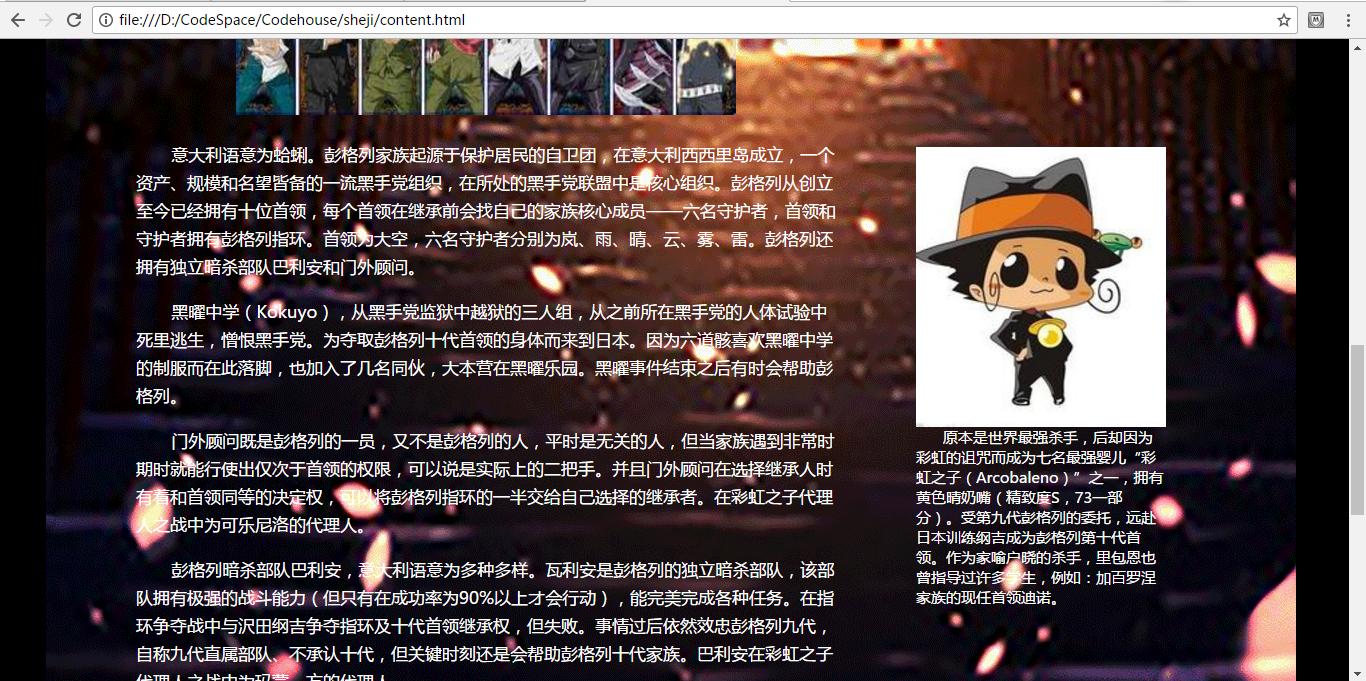 file:///D:/CodeSpace/Codehouse/sheji/content.html
意大利语意为蛤蜊。彭格列家族起源于保护居民的自卫团，在意大利西西里岛成立，一个
资产、规模和名望皆备的一流黑手党组织，在所处的黑手党联盟中是核心组织。彭格列从创立
至今已经拥有十位首领，每个首领在继承前会找自己的家族核心成员——六名守护者，首领和
守护者拥有彭格列指环。首领为大空，六名守护者分别为岚、雨、晴、云、雾、雷。彭格列还
拥有独立暗杀部队巴利安和门外顾问。
黑曜中学（Kokuyo），从黑手党监狱中越狱的三人组，从之前所在黑手党的人体试验中
死里逃生，憎恨黑手党。为夺取彭格列十代首领的身体而来到日本。因为六道骸喜欢黑曜中学
的制服而在此落脚，也加入了几名同伙，大本营在黑曜乐园。黑曜事件结束之后有时会帮助彭
格列。
门外顾问既是彭格列的一员，又不是彭格列的人，平时是无关的人，但当家族遇到非常时
期时就能行使出仅次于首领的权限，可以说是实际上的二把手。并且门外顾问在选择继承人时
有着和首领同等的决定权，可以将彭格列指环的一半交给自己选择的继承者。在彩虹之子代理
人之战中为可乐尼洛的代理人。
彭格列暗杀部队巴利安，意大利语意为多种多样。瓦利安是彭格列的独立暗杀部队，该部
队拥有极强的战斗能力（但只有在成功率为90%以上才会行动），能完美完成各种任务。在指
环争夺战中与沢田纲吉争夺指环及十代首领继承权，但失败。事情过后依然效忠彭格列九代，
自称九代直属部队、不承认十代，但关键时刻还是会帮助彭格列十代家族。巴利安在彩虹之子
代理人之战中为玛蒙一方的代理人
原本是世界最强杀手，后却因为
彩虹的诅咒而成为七名最强婴儿“彩
虹之子（Arcobaleno）”之一，拥有
黄色晴奶嘴（精致度S，73一部
分）。受第九代彭格列的委托，远赴
日本训练纲吉成为彭格列第十代首
领。作为家喻户晓的杀手，里包恩也
曾指导过许多学生，例如：加百罗涅
家族的现任首领迪诺。